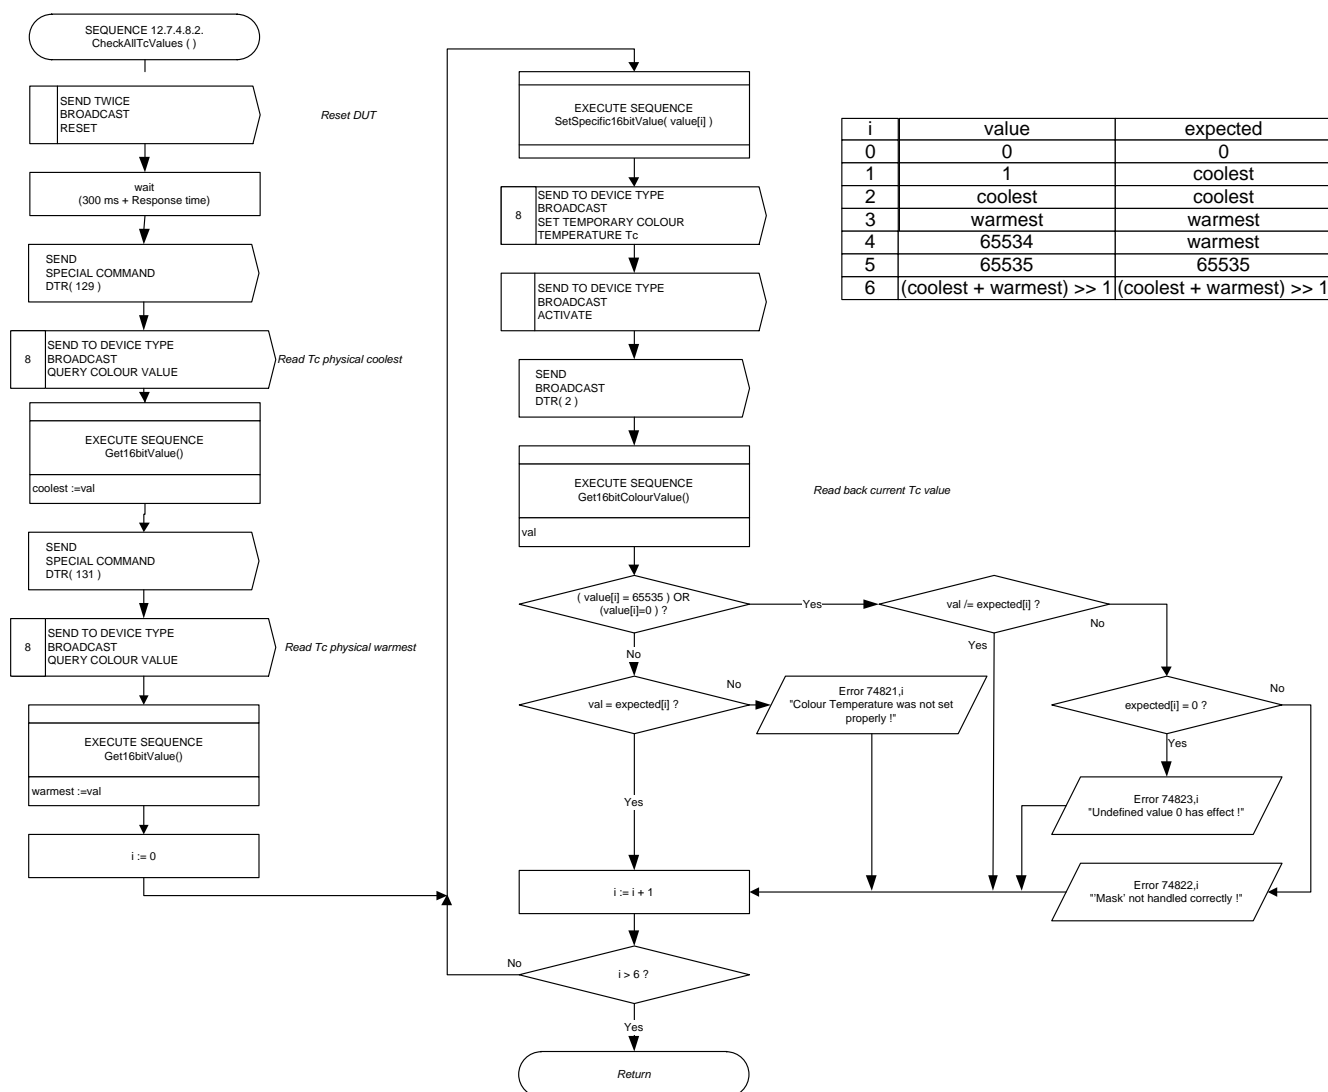 SEQUENCE 12.7.4.8.2.
CheckAllTcValues ( )
SEND TWICE
BROADCAST
RESET
Reset DUT
wait
(300 ms + Response time)
SEND
SPECIAL COMMAND
DTR( 129 )
8
SEND TO DEVICE TYPE
BROADCAST
QUERY COLOUR VALUE
Read Tc physical coolest
EXECUTE SEQUENCE
Get16bitValue()
coolest :=val
SEND
SPECIAL COMMAND
DTR( 131 )
8
SEND TO DEVICE TYPE
BROADCAST
QUERY COLOUR VALUE
Read Tc physical warmest
EXECUTE SEQUENCE
Get16bitValue()
warmest :=val
i := 0
EXECUTE SEQUENCE
SetSpecific16bitValue( value[i] )
8
SEND TO DEVICE TYPE
BROADCAST
SET TEMPORARY COLOUR
TEMPERATURE Tc
SEND TO DEVICE TYPE
BROADCAST
ACTIVATE
SEND
BROADCAST
DTR( 2 )
EXECUTE SEQUENCE
Get16bitColourValue()
val
Read back current Tc value
( value[i] = 65535 ) OR
(value[i]=0 ) ?
Yes
No
val /= expected[i] ?
No
Yes
val = expected[i] ?
No
Yes
Error 74821,i
"Colour Temperature was not set
properly !"
expected[i] = 0 ?
No
Yes
Error 74823,i
"Undefined value 0 has effect !"
Error 74822,i
"'Mask' not handled correctly !"
i := i + 1
i > 6 ?
No
Yes
Return
i value expected
0 0 0
1 1 coolest
2 coolest coolest
3 warmest warmest
4 65534 warmest
5 65535 65535
6 (coolest + warmest) >> 1 (coolest + warmest) >> 1